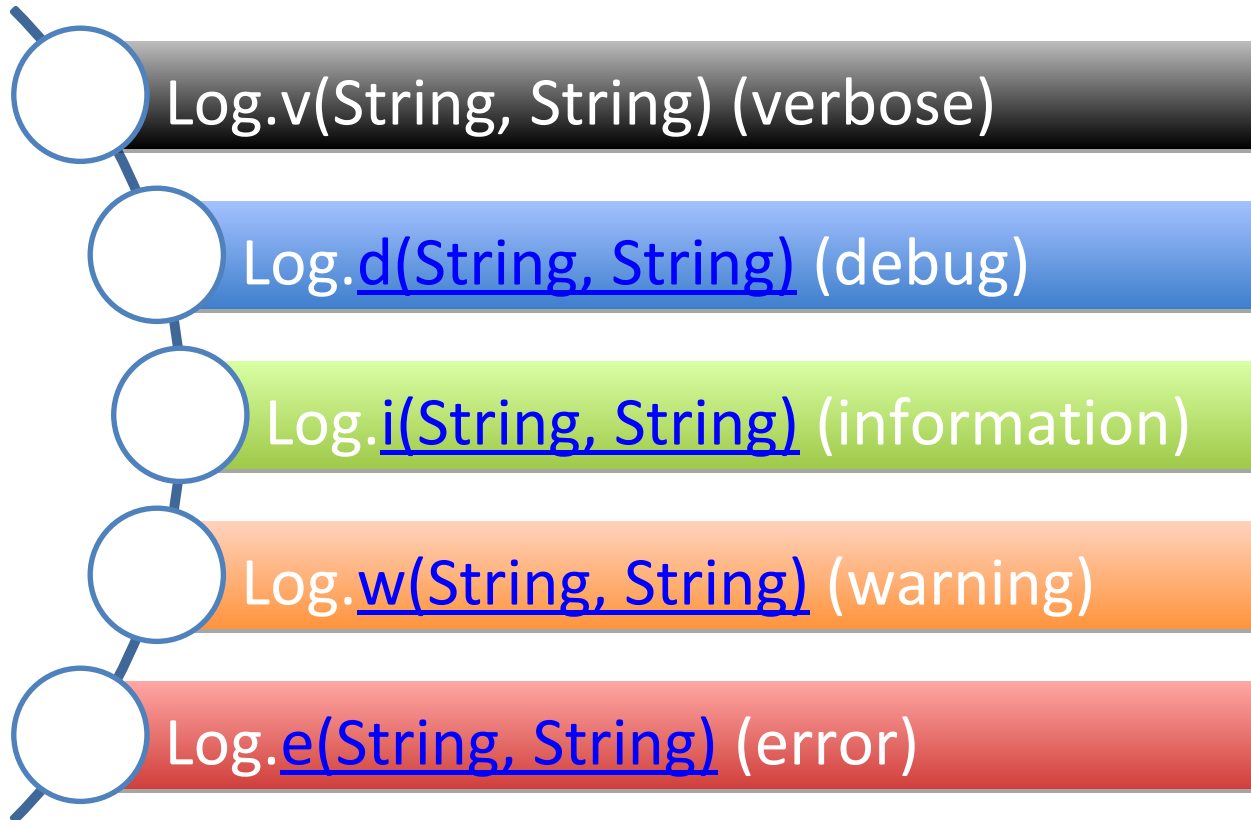 Log.v(String, String) (verbose)
Log.d(String, String) (debug)
Log.i(String, String) (information)
Log.w(String, String) (warning)
Log.e(String, String) (error)